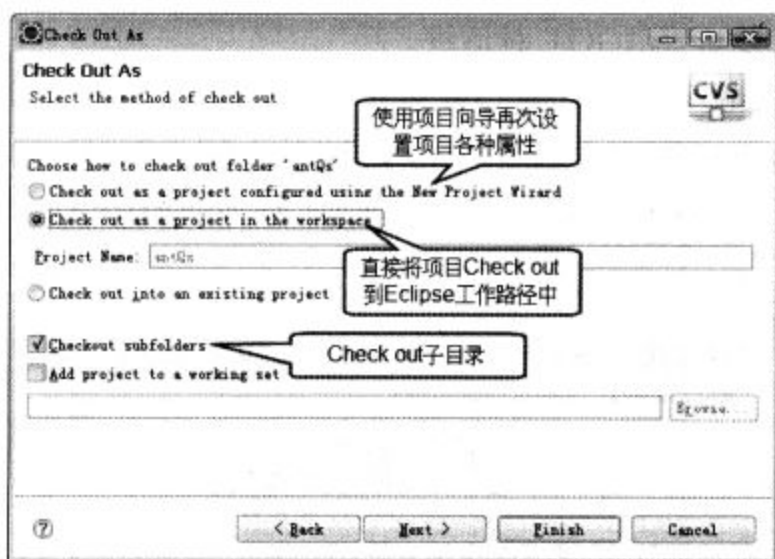 Check Out As
Check Out As
Select the method of check out
CVS
使用项目向导再次设
置项目各种属性
Choose how to check out folder 'antQs'
Check out as a project configured using the New Project Wizard
Check out as a project in the workspace
Project Name: antQs
直接将项目Check out
到Eclipse工作路径中
Check out into an existing project
Checkout subfolders
Check out子目录
Add project to a working set
Browse...
?
< Back
Next >
Finish
Cancel